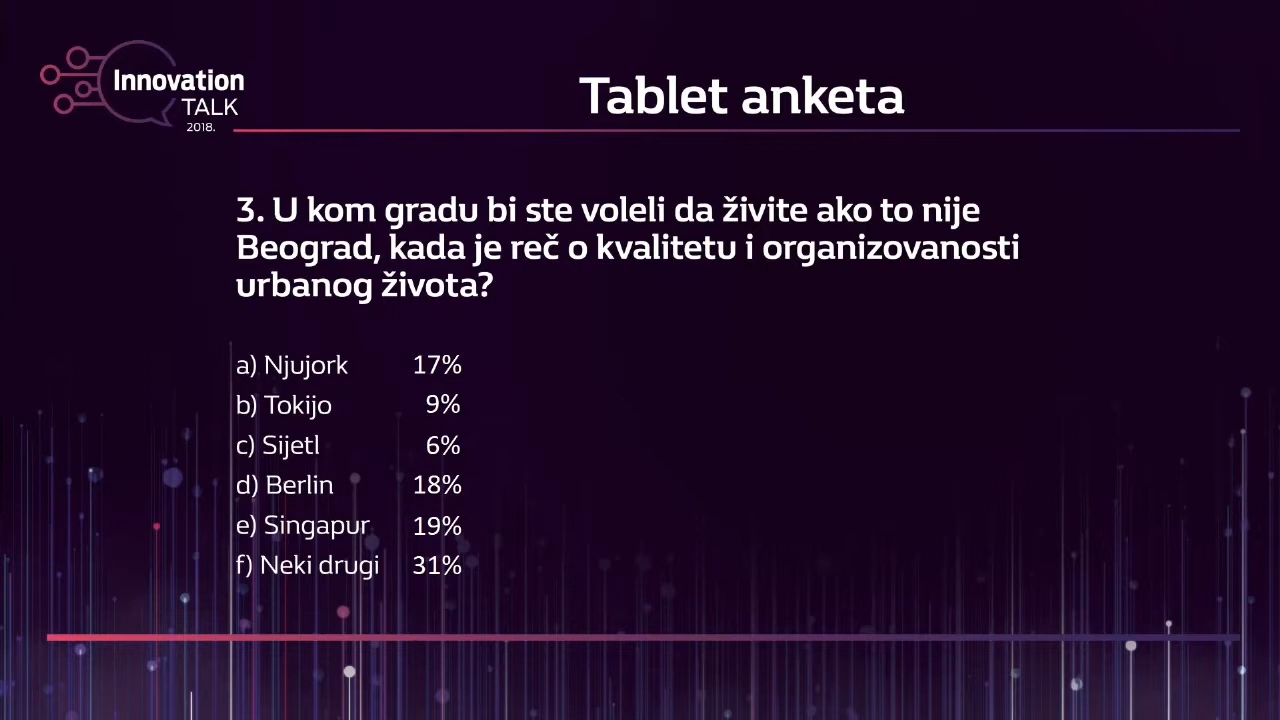 Innovation
TALK
2018.
Tablet anketa
3. U kom gradu bi ste voleli da živite ako to nije
Beograd, kada je reč o kvalitetu i organizovanosti
urbanog života?
a) Njujork 17%
b) Tokijo 9%
c) Sijetl 6%
d) Berlin 18%
e) Singapur 19%
f) Neki drugi 31%